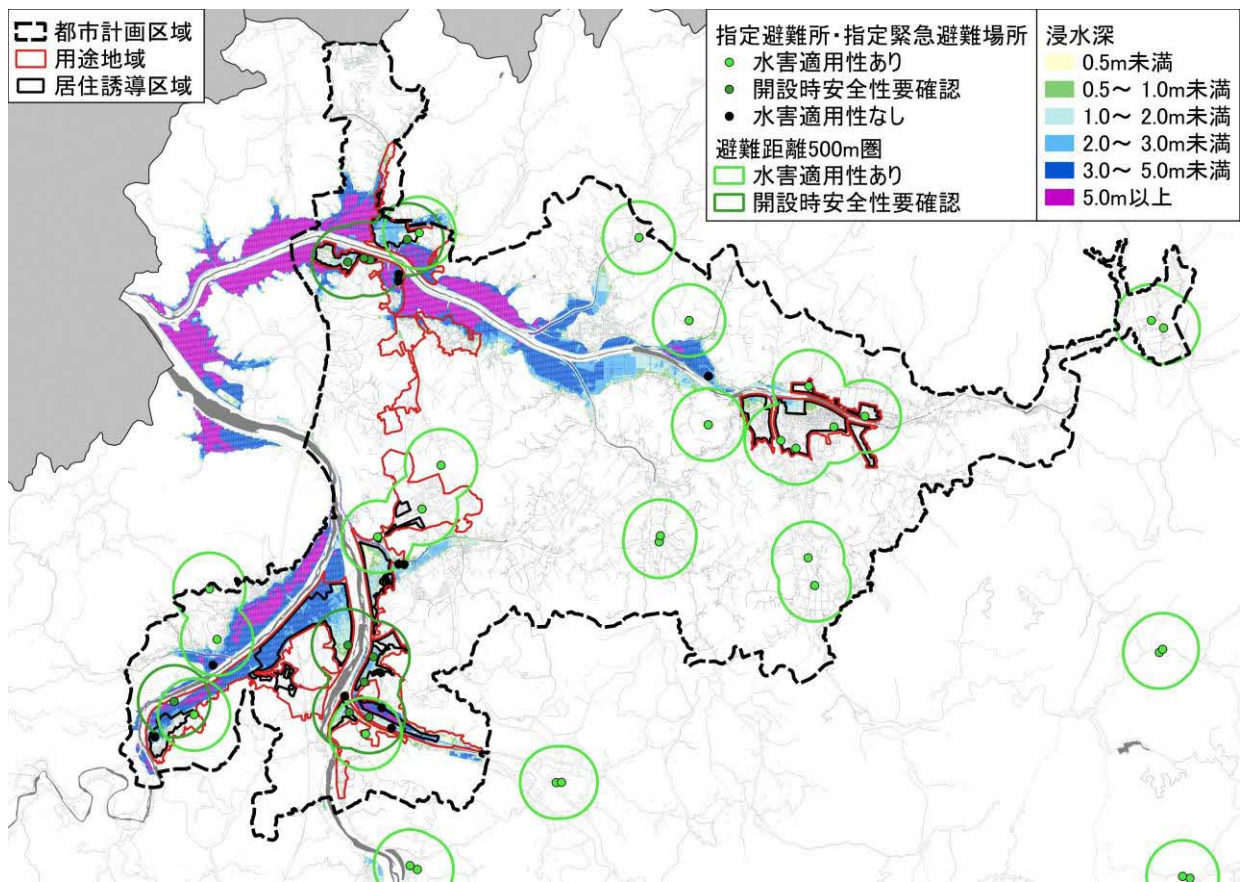 都市計画区域
用途地域
居住誘導区域
指定避難所・指定緊急避難場所
水害適用性あり
開設時安全性要確認
水害適用性なし
避難距離500m圏
水害適用性あり
開設時安全性要確認
浸水深
0.5m未満
0.5～ 1.0m未満
1.0～ 2.0m未満
2.0～ 3.0m未満
3.0～ 5.0m未満
5.0m以上